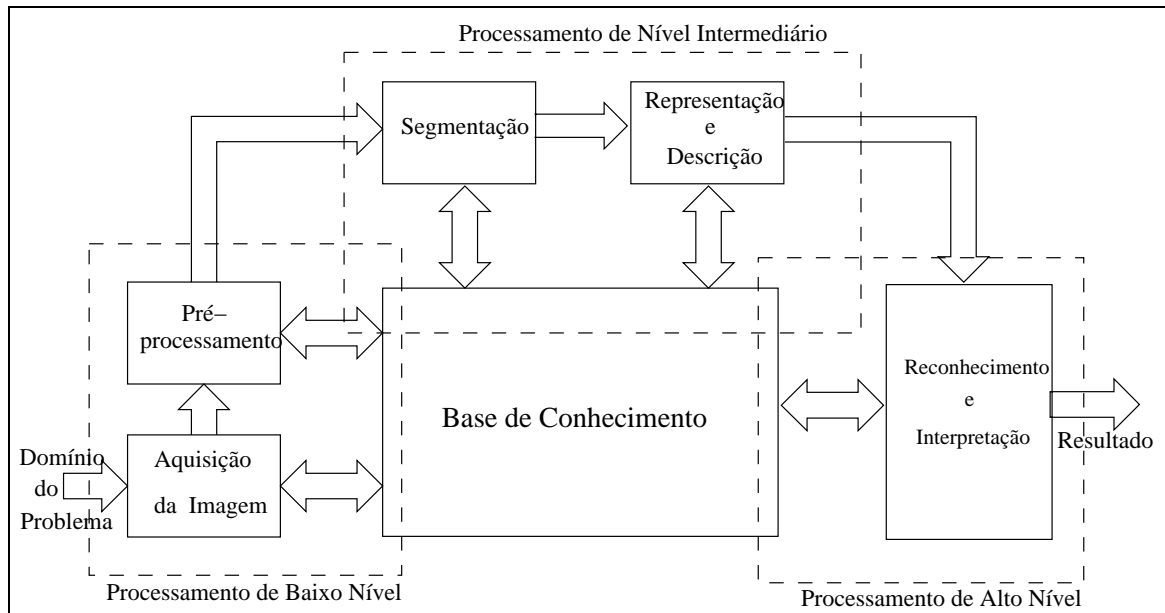 Processamento de Nível Intermediário
Segmentação
Representação
e
Descrição
Pré–
processamento
Base de Conhecimento
Reconhecimento
e
Interpretação
Resultado
Domínio
do
Problema
Aquisição
da Imagem
Processamento de Baixo Nível
Processamento de Alto Nível